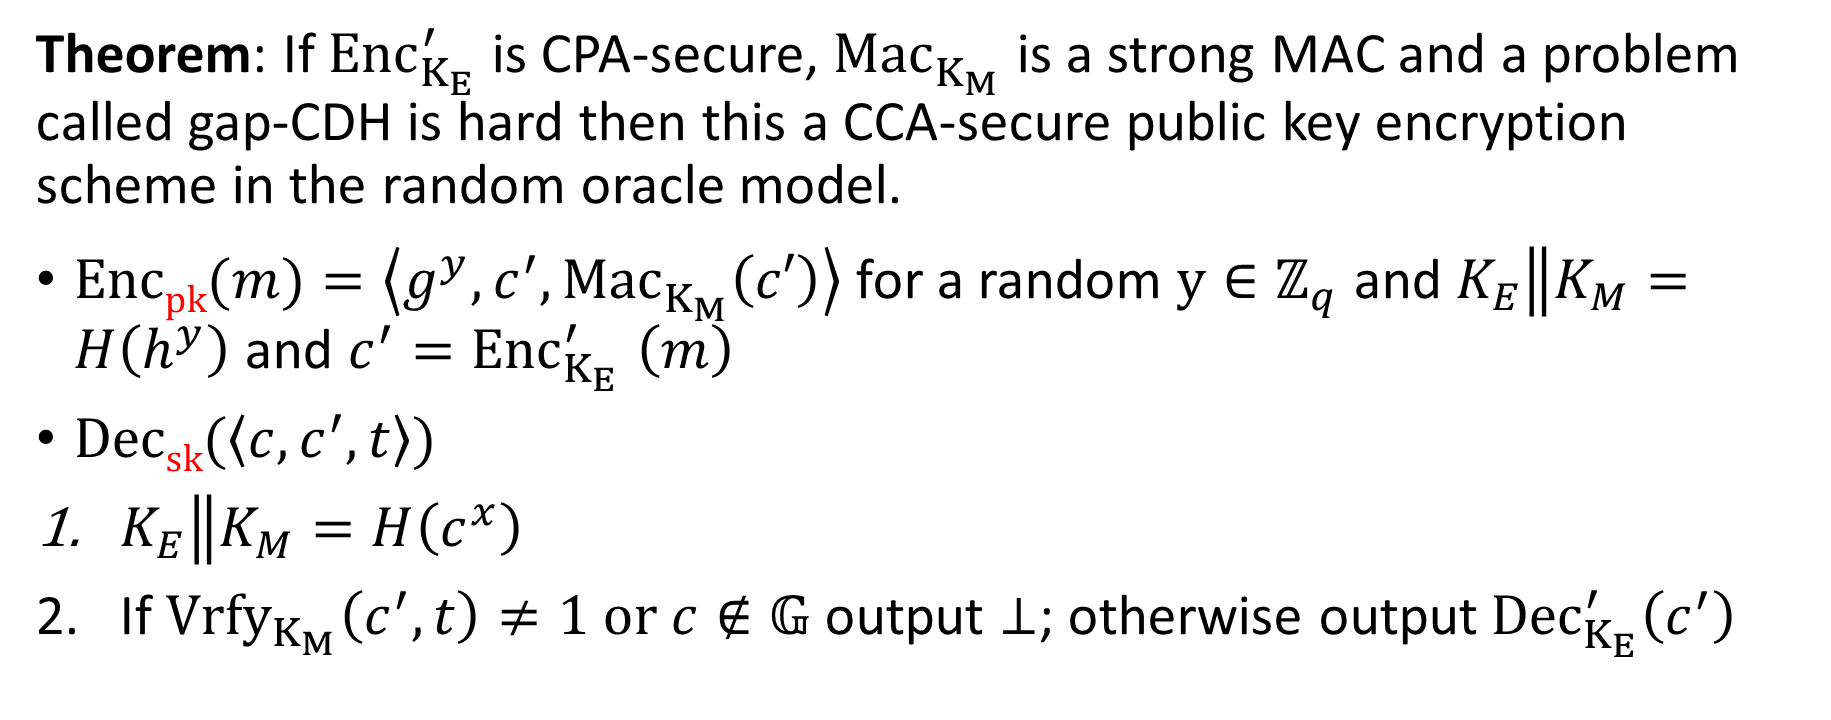 Theorem: If Enc′_{K_E} is CPA-secure, Mac_{K_M} is a strong MAC and a problem
called gap-CDH is hard then this a CCA-secure public key encryption
scheme in the random oracle model.
• Enc_{pk}(m) = ⟨g^y, c′, Mac_{K_M}(c′)⟩ for a random y ∈ ℤ_q and K_E‖K_M =
H(h^y) and c′ = Enc′_{K_E} (m)
• Dec_{sk}(⟨c, c′, t⟩)
1. K_E‖K_M = H(c^x)
2. If Vrfy_{K_M}(c′, t) ≠ 1 or c ∉ 𝔾 output ⊥; otherwise output Dec′_{K_E}(c′)